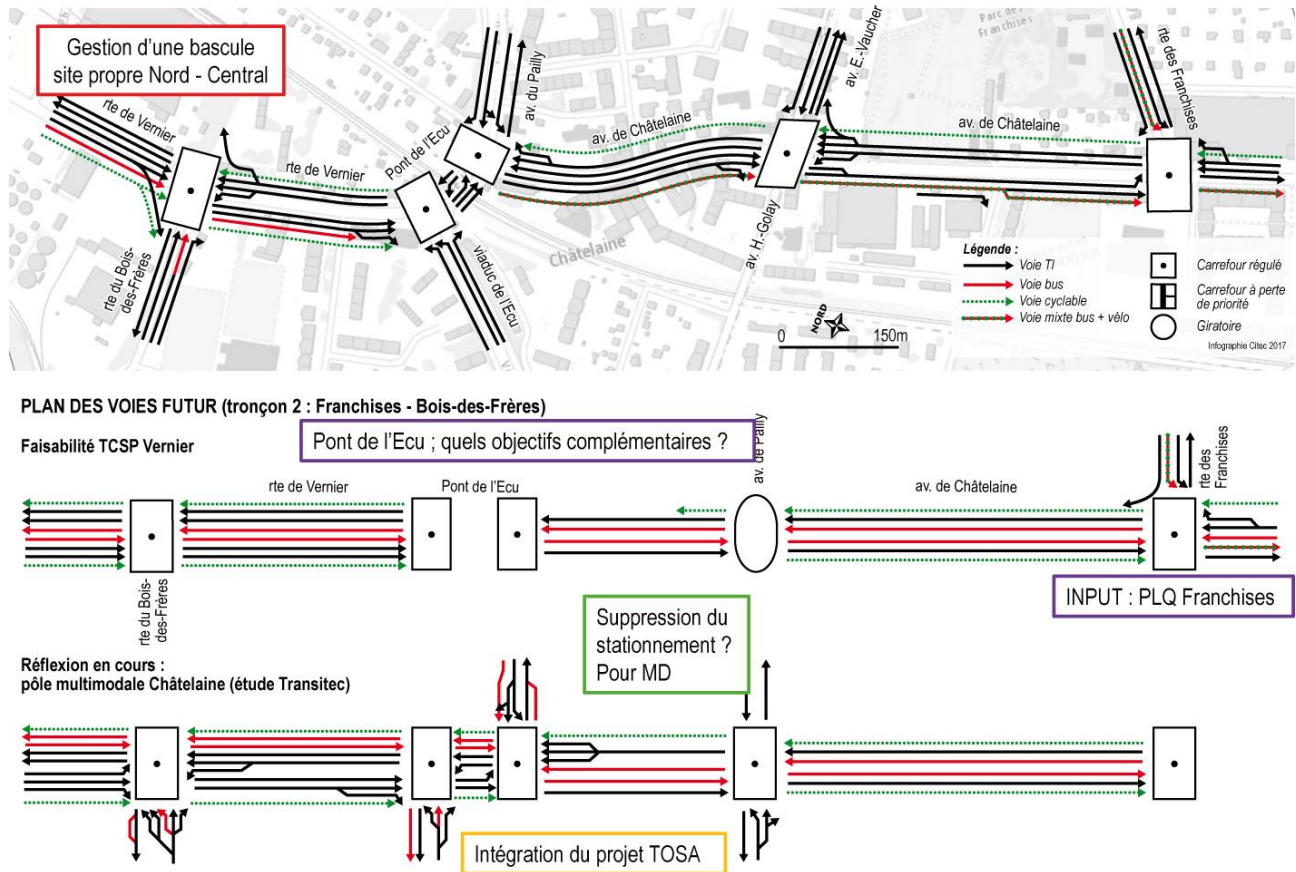 Gestion d'une bascule
site propre Nord - Central
rte de Vernier
rte du Bois-
des-Frères
rte de Vernier
Pont de l'Ecu
av. du Pailly
viaduc de l'Ecu
Châtelaine
av. de Châtelaine
av. E.-Vaucher
av. H.-Golay
av. de Châtelaine
Parc des
Franchises
rte des Franchises
Légende :
Voie TI
Voie bus
Voie cyclable
Voie mixte bus + vélo
Carrefour régulé
Carrefour à perte
de priorité
Giratoire
NORD
0 150m
Infographie Citec 2017
PLAN DES VOIES FUTUR (tronçon 2 : Franchises - Bois-des-Frères)
Faisabilité TCSP Vernier
Pont de l'Ecu ; quels objectifs complémentaires ?
rte de Vernier
Pont de l'Ecu
av. de Pailly
av. de Châtelaine
rte des
Franchises
rte du Bois-
des-Frères
INPUT : PLQ Franchises
Suppression du
stationnement ?
Pour MD
Réflexion en cours :
pôle multimodale Châtelaine (étude Transitec)
Intégration du projet TOSA